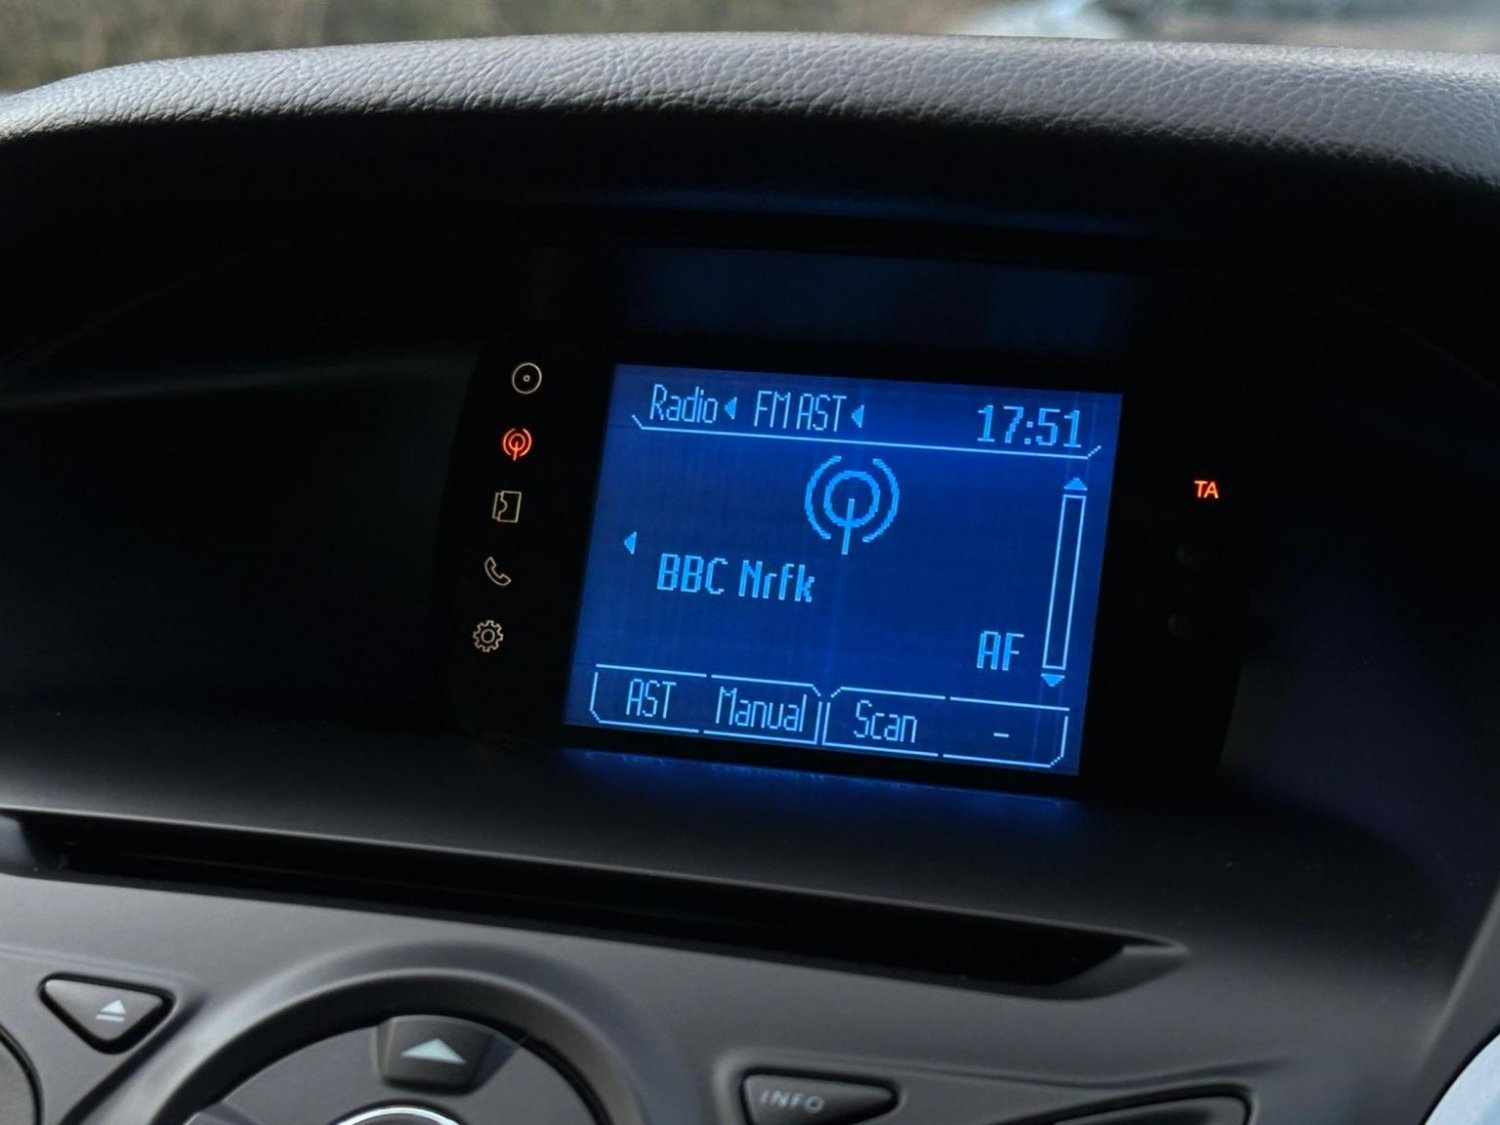 Radio FM AST 17:51
TA
BBC Nrfk
AF
AST Manual Scan -
INFO